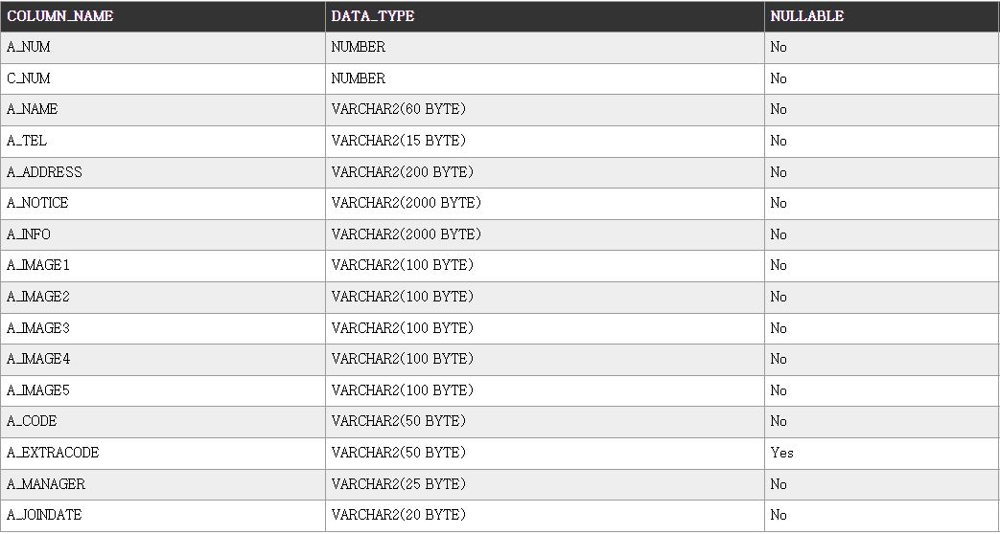 COLUMN_NAME DATA_TYPE NULLABLE
A_NUM NUMBER No
C_NUM NUMBER No
A_NAME VARCHAR2(60 BYTE) No
A_TEL VARCHAR2(15 BYTE) No
A_ADDRESS VARCHAR2(200 BYTE) No
A_NOTICE VARCHAR2(2000 BYTE) No
A_INFO VARCHAR2(2000 BYTE) No
A_IMAGE1 VARCHAR2(100 BYTE) No
A_IMAGE2 VARCHAR2(100 BYTE) No
A_IMAGE3 VARCHAR2(100 BYTE) No
A_IMAGE4 VARCHAR2(100 BYTE) No
A_IMAGE5 VARCHAR2(100 BYTE) No
A_CODE VARCHAR2(50 BYTE) No
A_EXTRACODE VARCHAR2(50 BYTE) Yes
A_MANAGER VARCHAR2(25 BYTE) No
A_JOINDATE VARCHAR2(20 BYTE) No